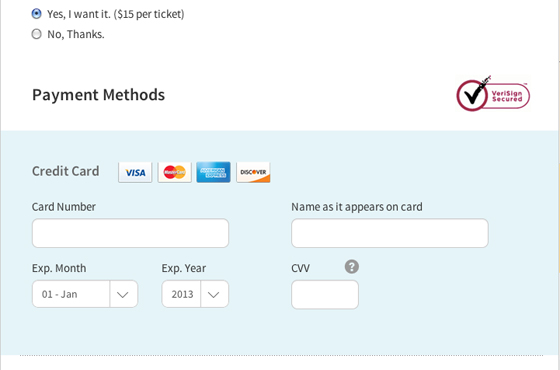 Yes, I want it. ($15 per ticket)
No, Thanks.
Payment Methods
VeriSign
Secured
Credit Card
VISA
MasterCard
AMERICAN
EXPRESS
DISCOVER
Card Number
Name as it appears on card
Exp. Month
Exp. Year
CVV
?
01 - Jan
2013